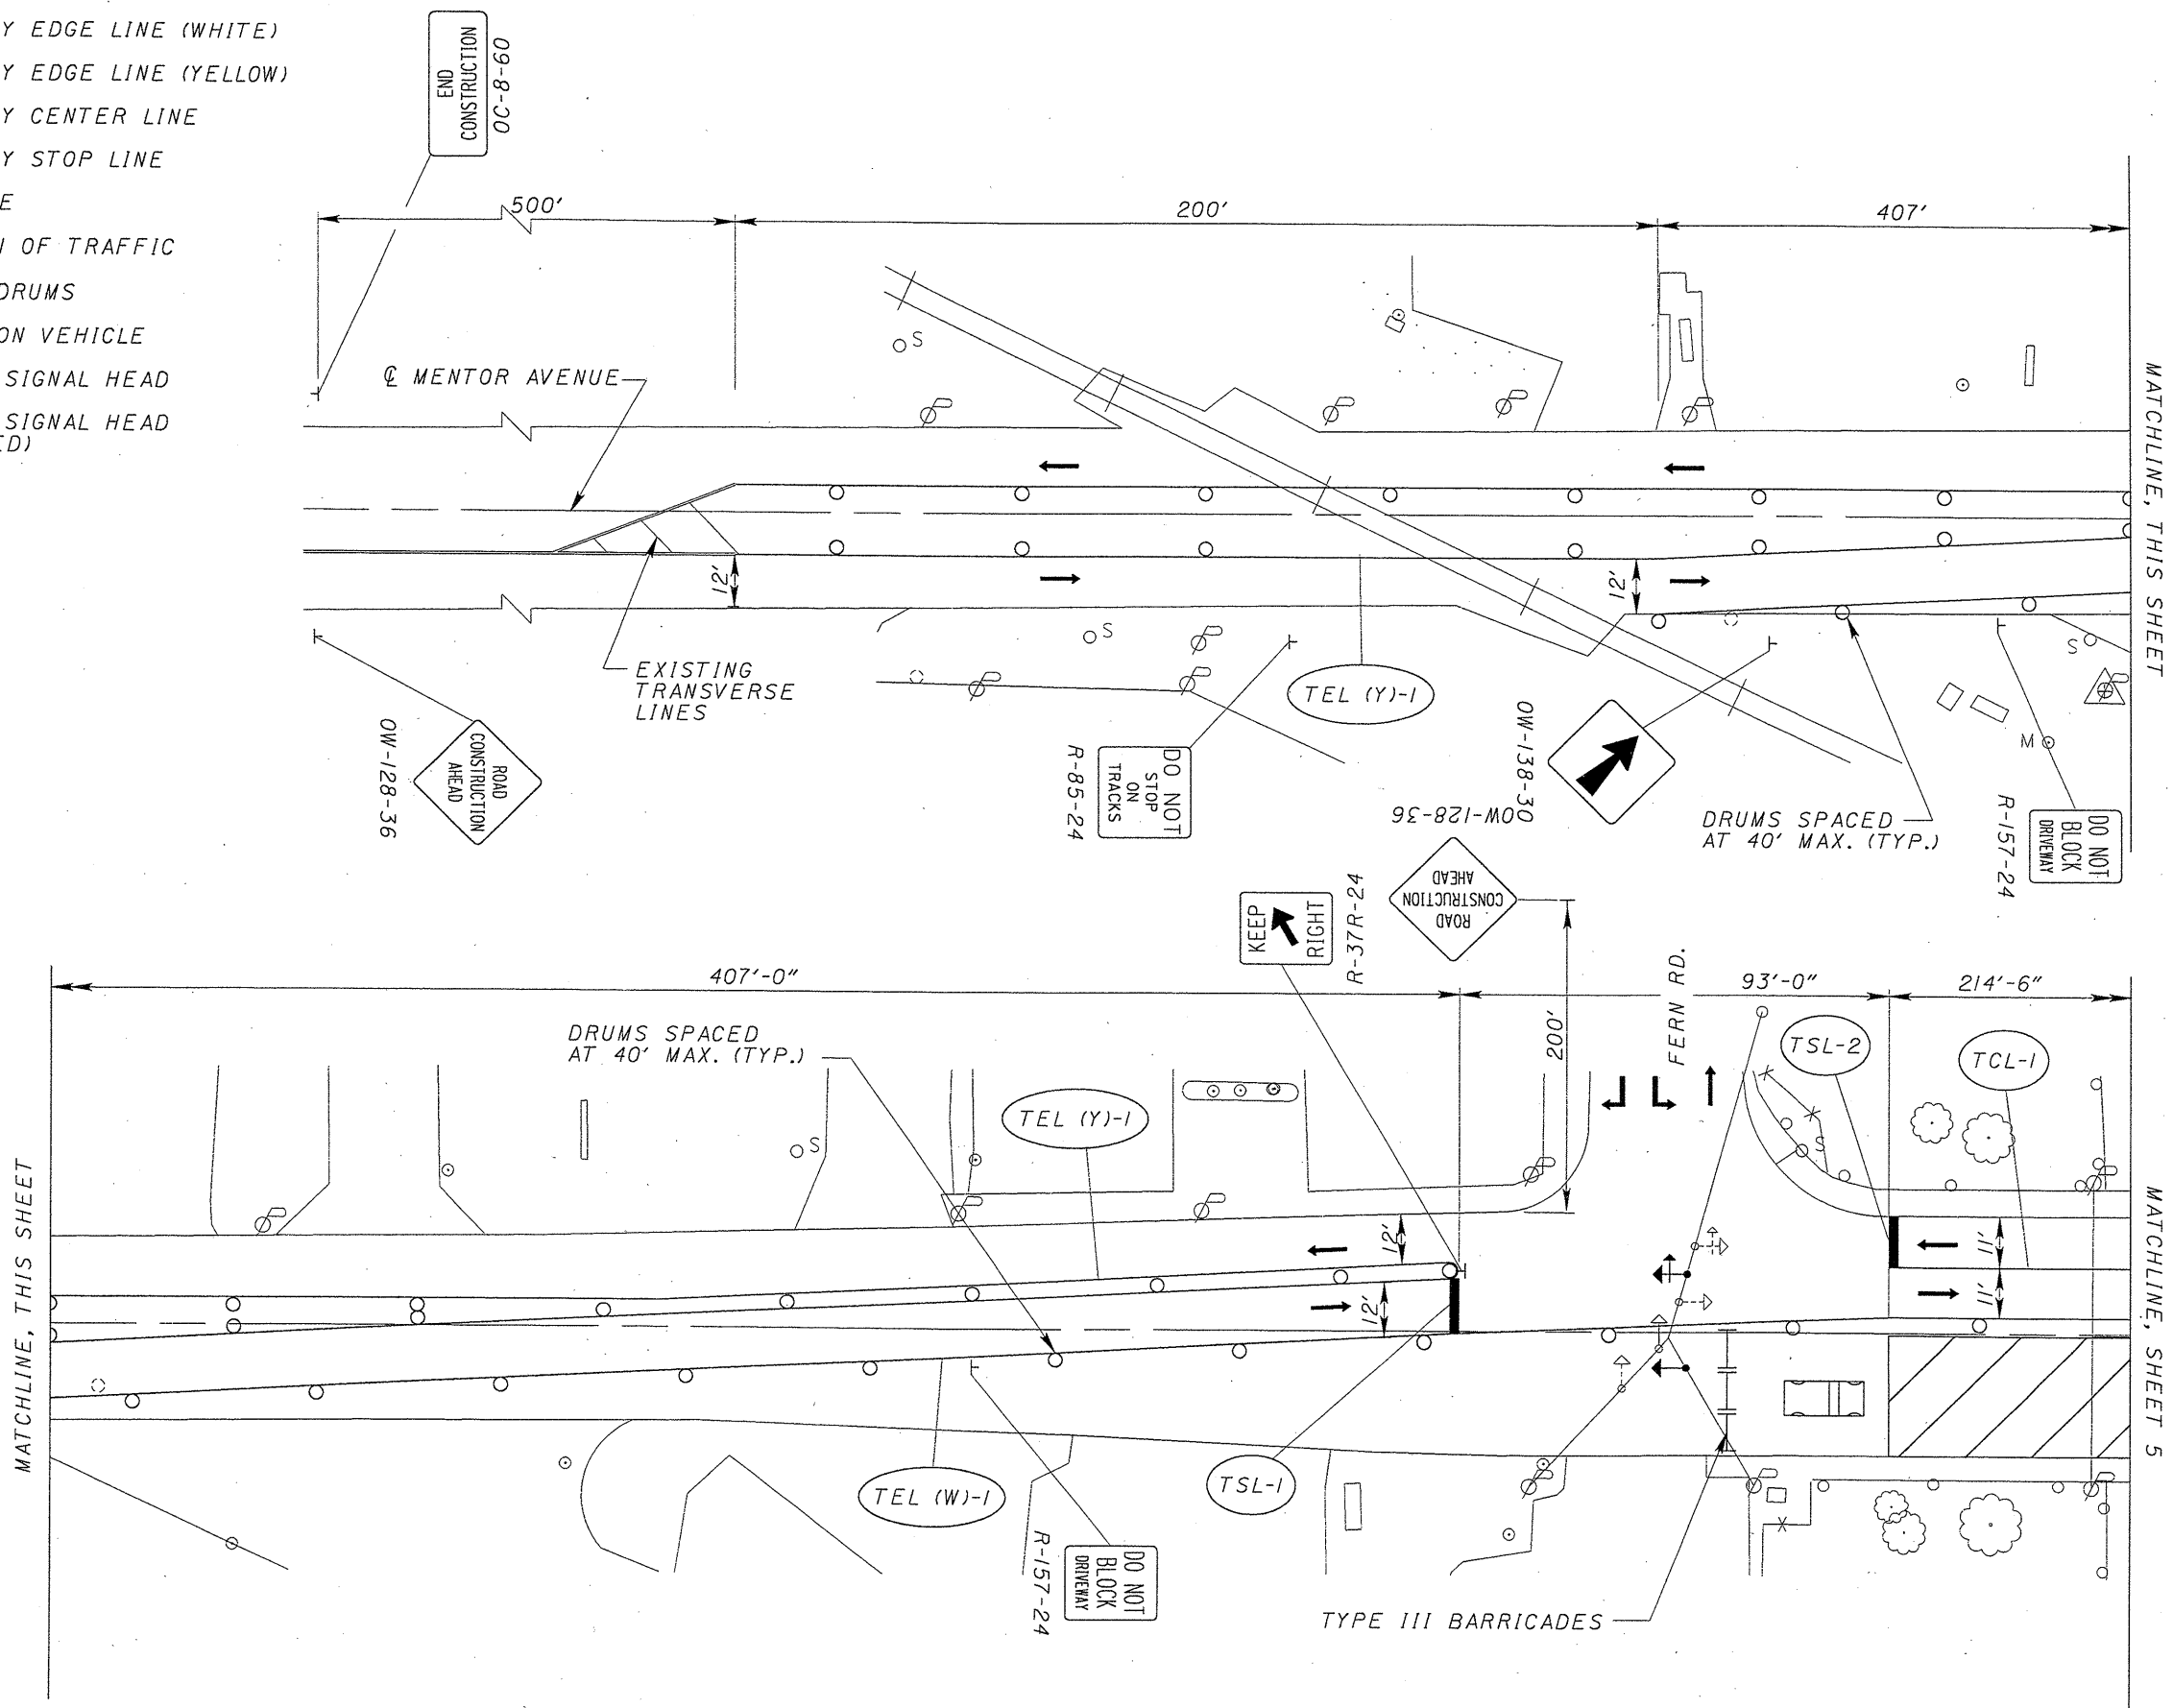 Y EDGE LINE (WHITE)
Y EDGE LINE (YELLOW)
Y CENTER LINE
Y STOP LINE
E
OF TRAFFIC
DRUMS
ON VEHICLE
SIGNAL HEAD
SIGNAL HEAD
ED)
END
CONSTRUCTION
OC-8-60
500'
200'
407'
S
℄ MENTOR AVENUE
MATCHLINE, THIS SHEET
12'
12'
EXISTING
TRANSVERSE
LINES
S
TEL (Y)-1
S
M
ROAD
CONSTRUCTION
AHEAD
OW-128-36
DO NOT
STOP
ON
TRACKS
R-85-24
OW-138-30
DRUMS SPACED
AT 40' MAX. (TYP.)
DO NOT
BLOCK
DRIVEWAY
R-157-24
OW-128-36
ROAD
CONSTRUCTION
AHEAD
KEEP
RIGHT
R-37R-24
407'-0"
FERN RD.
93'-0"
214'-6"
200'
DRUMS SPACED
AT 40' MAX. (TYP.)
TSL-2
TCL-1
TEL (Y)-1
S
S
MATCHLINE, THIS SHEET
12'
12'
11'
11'
MATCHLINE, SHEET 5
TEL (W)-1
TSL-1
DO NOT
BLOCK
DRIVEWAY
R-157-24
TYPE III BARRICADES